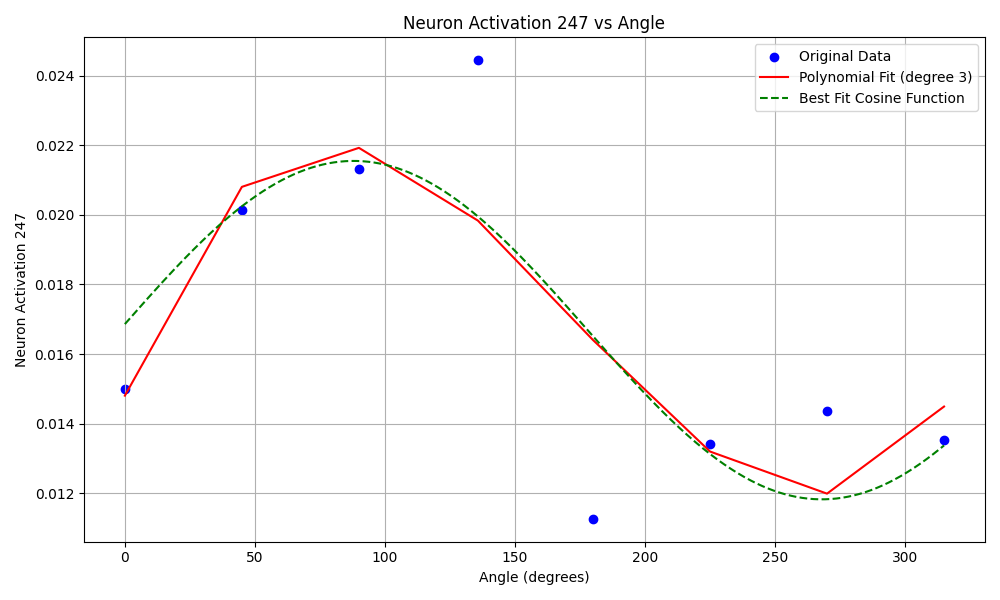 Neuron Activation 247 vs Angle
Original Data
Polynomial Fit (degree 3)
Best Fit Cosine Function
Neuron Activation 247
0.024
0.022
0.020
0.018
0.016
0.014
0.012
0
50
100
150
200
250
300
Angle (degrees)